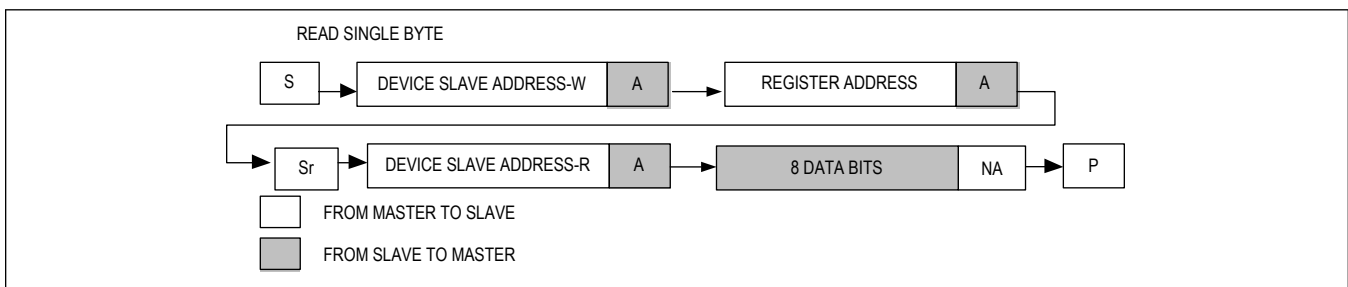 READ SINGLE BYTE
S DEVICE SLAVE ADDRESS-W A REGISTER ADDRESS A
Sr DEVICE SLAVE ADDRESS-R A 8 DATA BITS NA P
FROM MASTER TO SLAVE
FROM SLAVE TO MASTER